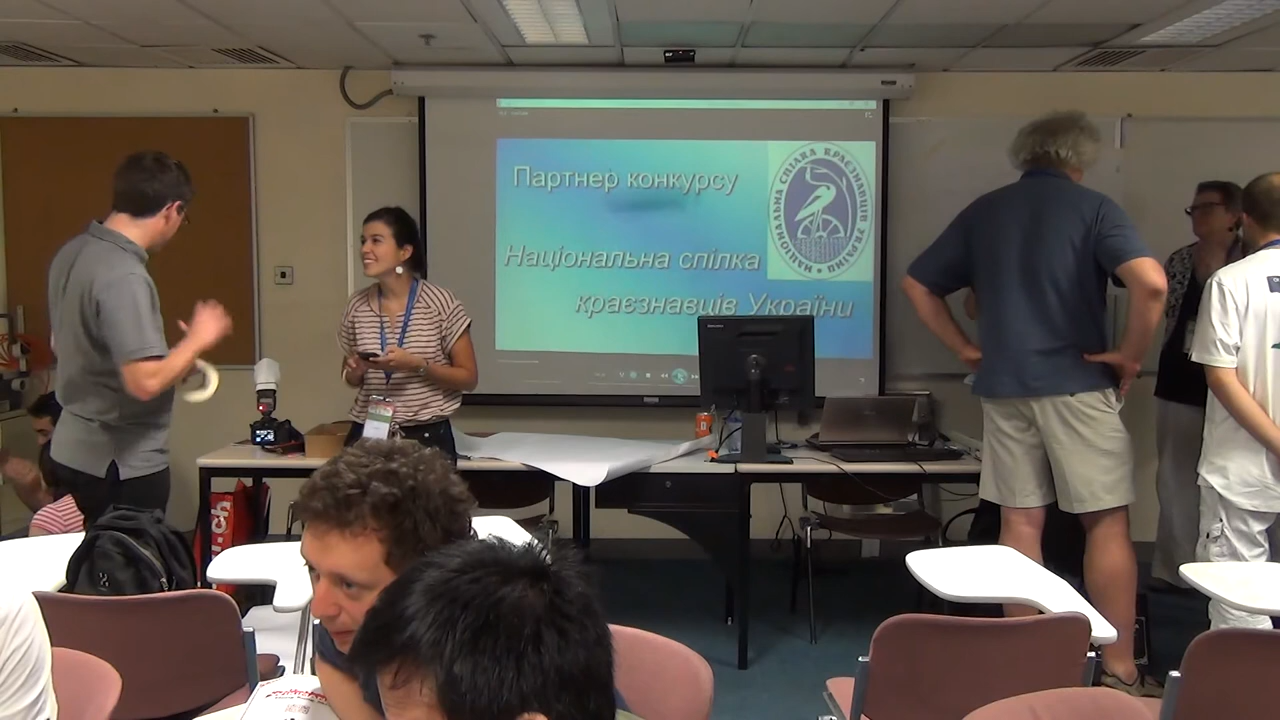 Партнер конкурсу
НАЦІОНАЛЬНА СПІЛКА КРАЄЗНАВЦІВ УКРАЇНИ
Національна спілка
краєзнавців України